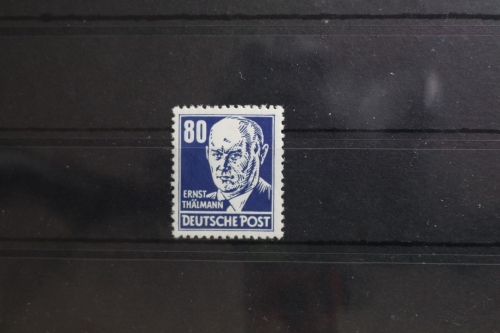 80
ERNST
THÄLMANN
DEUTSCHE POST